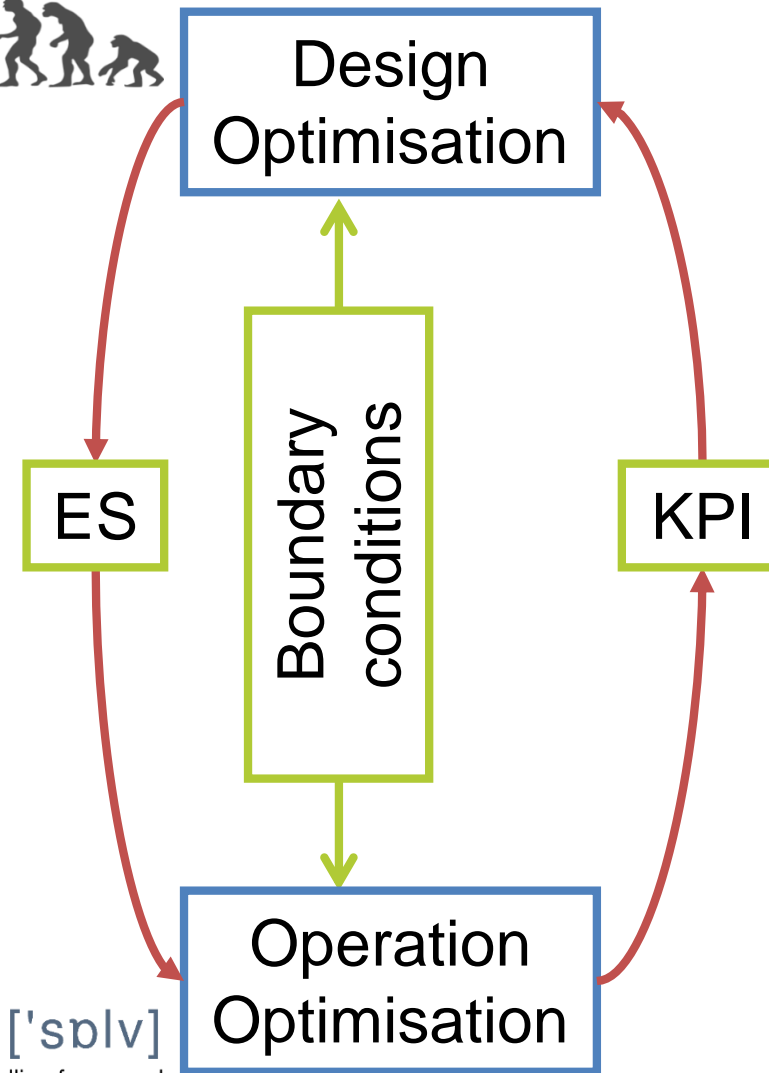 Design
Optimisation
Boundary
conditions
ES
KPI
Operation
Optimisation
['sɒlv]